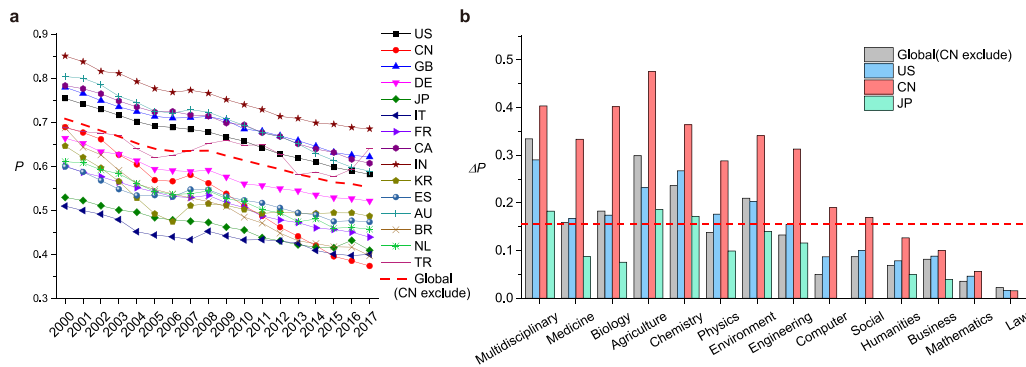 a
0.9
0.8
0.7
0.6
0.5
0.4
0.3
P
2000
2001
2002
2003
2004
2005
2006
2007
2008
2009
2010
2011
2012
2013
2014
2015
2016
2017
US
CN
GB
DE
JP
IT
FR
CA
IN
KR
ES
AU
BR
NL
TR
Global
(CN exclude)
b
0.5
0.4
0.3
0.2
0.1
0.0
ΔP
Global(CN exclude)
US
CN
JP
Multidisciplinary
Medicine
Biology
Agriculture
Chemistry
Physics
Environment
Engineering
Computer
Social
Humanities
Business
Mathematics
Law